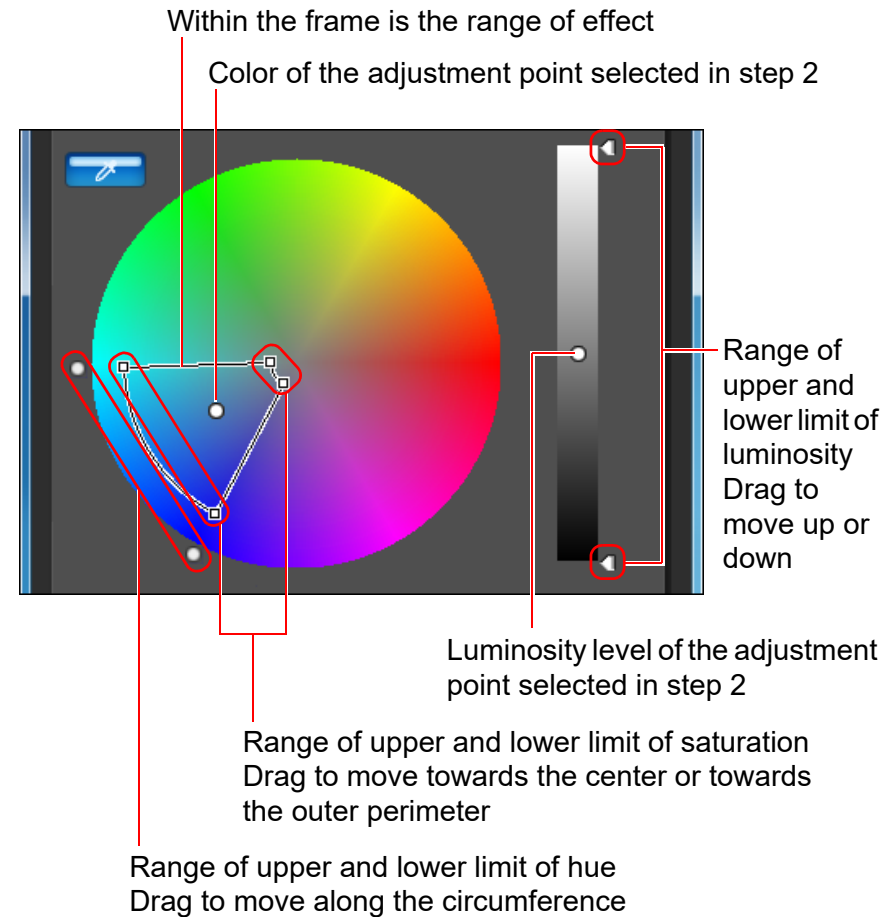 Within the frame is the range of effect
Color of the adjustment point selected in step 2
Range of
upper and
lower limit of
luminosity
Drag to
move up or
down
Luminosity level of the adjustment
point selected in step 2
Range of upper and lower limit of saturation
Drag to move towards the center or towards
the outer perimeter
Range of upper and lower limit of hue
Drag to move along the circumference